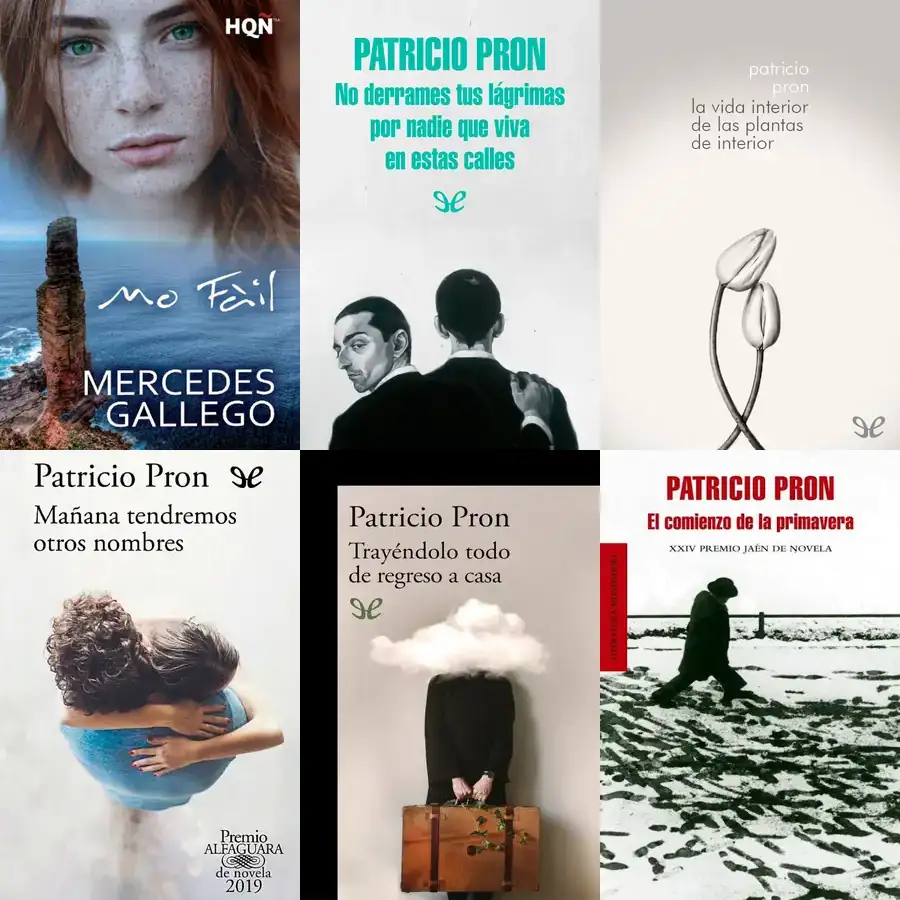 HQÑ
Mo Fàil
MERCEDES
GALLEGO
PATRICIO PRON
No derrames tus lágrimas
por nadie que viva
en estas calles
patricio
pron
la vida interior
de las plantas
de interior
Patricio Pron
Mañana tendremos
otros nombres
Premio
ALFAGUARA
de novela
2019
Patricio Pron
Trayéndolo todo
de regreso a casa
PATRICIO PRON
El comienzo de la primavera
XXIV PREMIO JAÉN DE NOVELA
LITERATURA MONDADORI